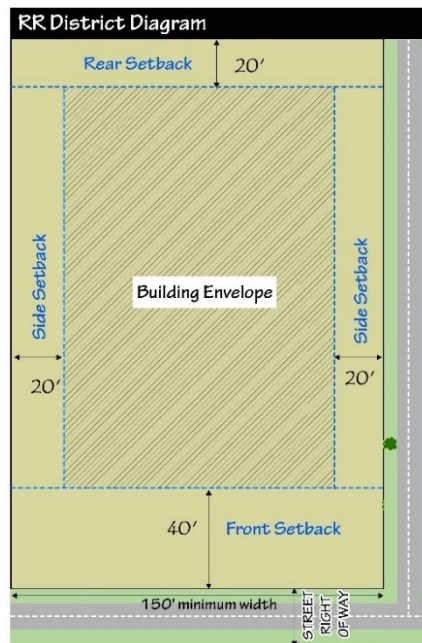 RR District Diagram
Rear Setback 20'
Side Setback
Side Setback
Building Envelope
20'
20'
40' Front Setback
150' minimum width
STREET
RIGHT
OF WAY